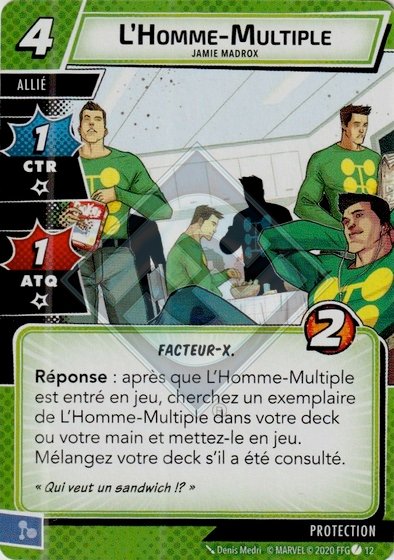 4
L'HOMME-MULTIPLE
JAMIE MADROX
ALLIÉ
1
CTR
1
ATQ
2
FACTEUR-X.
Réponse : après que L'Homme-Multiple
est entré en jeu, cherchez un exemplaire
de L'Homme-Multiple dans votre deck
ou votre main et mettez-le en jeu.
Mélangez votre deck s'il a été consulté.
« Qui veut un sandwich !? »
Denis Medri © MARVEL © 2020 FFG 12
PROTECTION